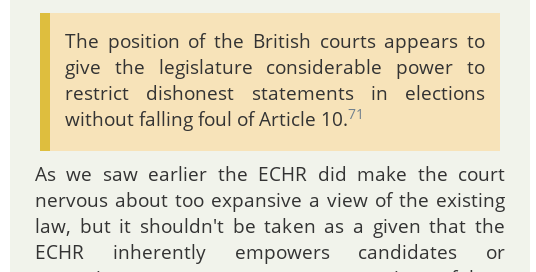 The position of the British courts appears to
give the legislature considerable power to
restrict dishonest statements in elections
without falling foul of Article 10.71
As we saw earlier the ECHR did make the court
nervous about too expansive a view of the existing
law, but it shouldn't be taken as a given that the
ECHR inherently empowers candidates or